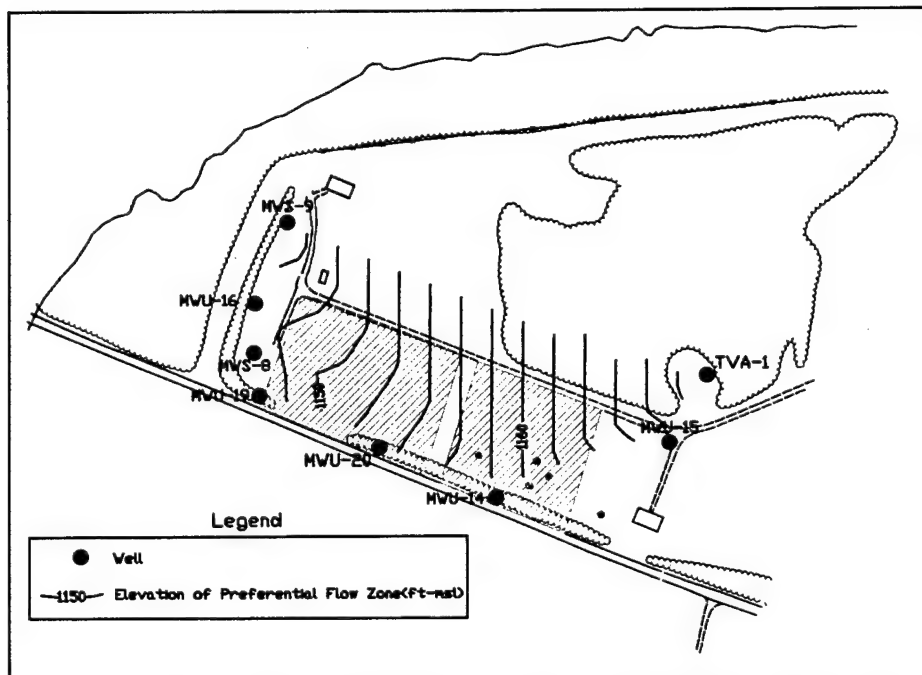 MWS-9
MWU-16
MWS-8
MWU-19
1150
TVA-1
MWU-15
1160
MWU-20
MWU-14
Legend
Well
1150 Elevation of Preferential Flow Zone(ft-msl)